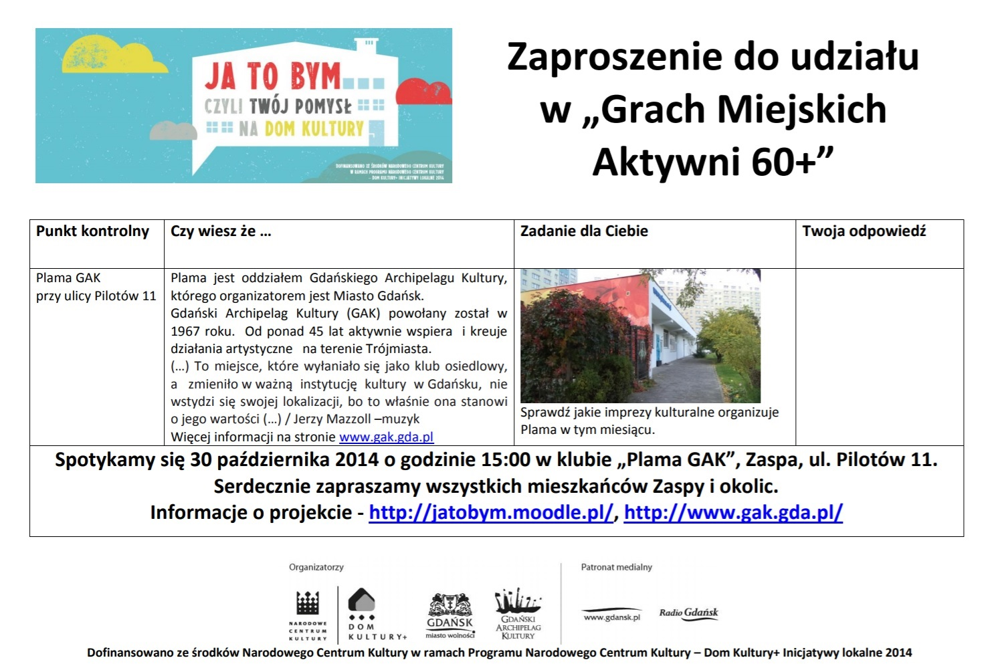 JA TO BYM
CZYLI TWÓJ POMYSŁ
NA DOM KULTURY
DOFINANSOWANO ZE ŚRODKÓW NARODOWEGO CENTRUM KULTURY
W RAMACH PROGRAMU NARODOWEGO CENTRUM KULTURY
– DOM KULTURY+ INICJATYWY LOKALNE 2014
Zaproszenie do udziału
w „Grach Miejskich
Aktywni 60+”
Punkt kontrolny
Czy wiesz że ...
Zadanie dla Ciebie
Twoja odpowiedź
Plama GAK
przy ulicy Pilotów 11
Plama jest oddziałem Gdańskiego Archipelagu Kultury,
którego organizatorem jest Miasto Gdańsk.
Gdański Archipelag Kultury (GAK) powołany został w
1967 roku. Od ponad 45 lat aktywnie wspiera i kreuje
działania artystyczne na terenie Trójmiasta.
(...) To miejsce, które wyłaniało się jako klub osiedlowy,
a zmieniło w ważną instytucję kultury w Gdańsku, nie
wstydzi się swojej lokalizacji, bo to właśnie ona stanowi
o jego wartości (...) / Jerzy Mazzoll –muzyk
Więcej informacji na stronie www.gak.gda.pl
Sprawdź jakie imprezy kulturalne organizuje
Plama w tym miesiącu.
Spotykamy się 30 października 2014 o godzinie 15:00 w klubie „Plama GAK”, Zaspa, ul. Pilotów 11.
Serdecznie zapraszamy wszystkich mieszkańców Zaspy i okolic.
Informacje o projekcie - http://jatobym.moodle.pl/, http://www.gak.gda.pl/
Organizatorzy
Patronat medialny
NARODOWE
CENTRUM
KULTURY
DOM
KULTURY+
GDAŃSK
miasto wolności
GDAŃSKI
ARCHIPELAG
KULTURY
www.gdansk.pl
Radio Gdańsk
Dofinansowano ze środków Narodowego Centrum Kultury w ramach Programu Narodowego Centrum Kultury – Dom Kultury+ Inicjatywy lokalne 2014